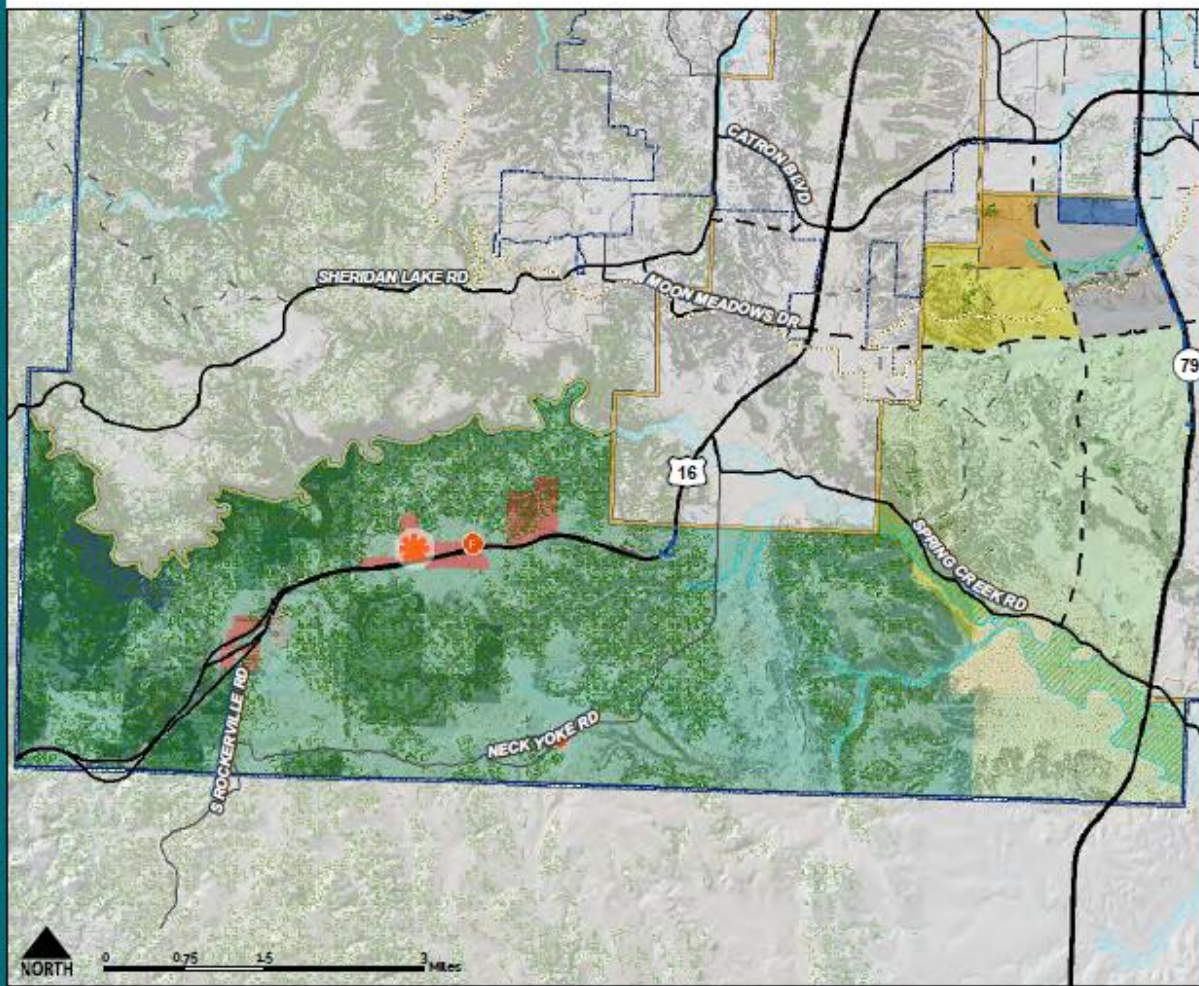 CATRON BLVD
SHERIDAN LAKE RD
MOON MEADOWS DR
79
16
SPRING CREEK RD
F
S ROCKERVILLE RD
NECK YOKE RD
NORTH
0 0.75 1.5 3 Miles